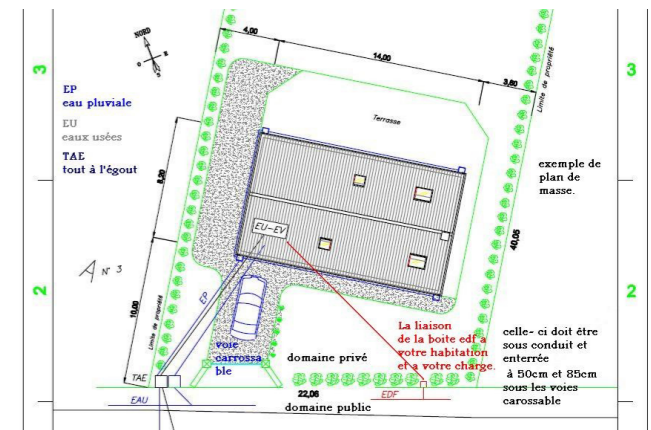 NORD
O
E
S
3
3
4,00
14,00
3,80
Limite de propriété
EP
eau pluviale
EU
eaux usées
TAE
tout à l'égout
Terrasse
exemple de
plan de
masse.
8,20
EU-EV
40,05
A N° 3
2
2
10,00
Limite de propriété
EP
voie
carrossa
ble
domaine privé
La liaison
de la boite edf a
votre habitation
et a votre charge.
celle- ci doit être
sous conduit et
enterrée
à 50cm et 85cm
sous les voies
carossable
TAE
EAU
22,06
domaine public
EDF